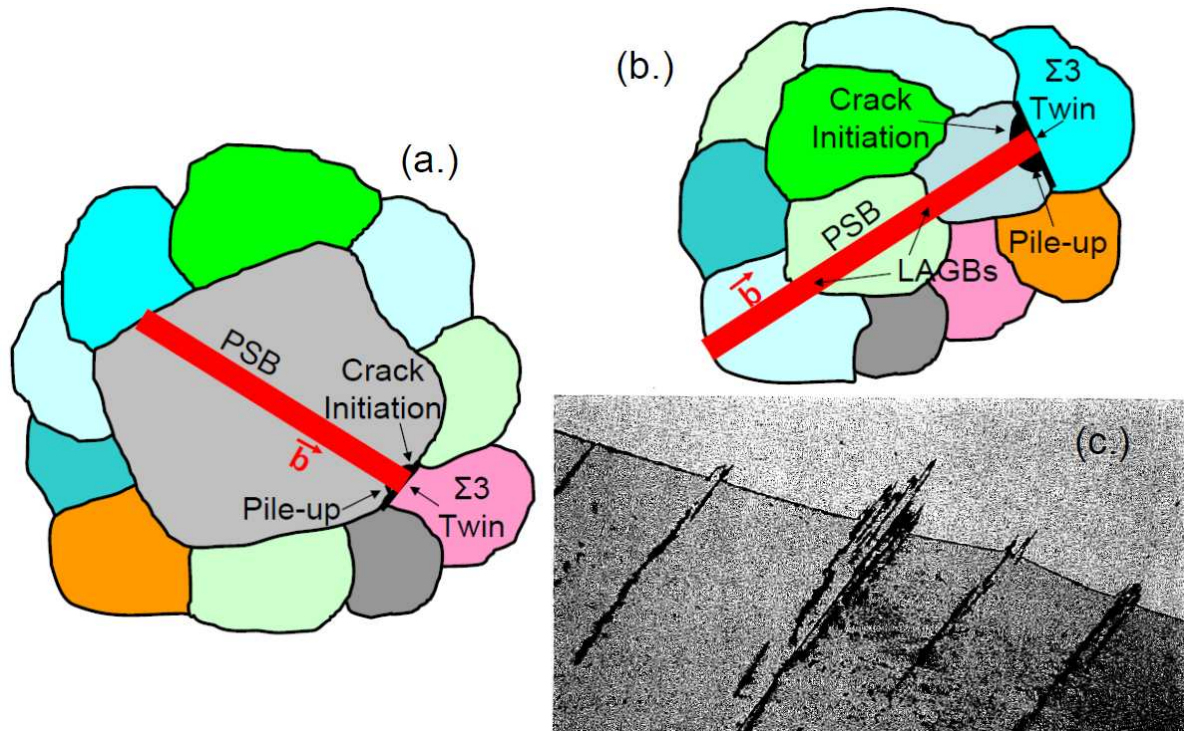 (a.)
PSB
Crack
Initiation
b
Pile-up
Σ3
Twin
(b.)
Crack
Initiation
Σ3
Twin
PSB
LAGBs
Pile-up
b
(c.)